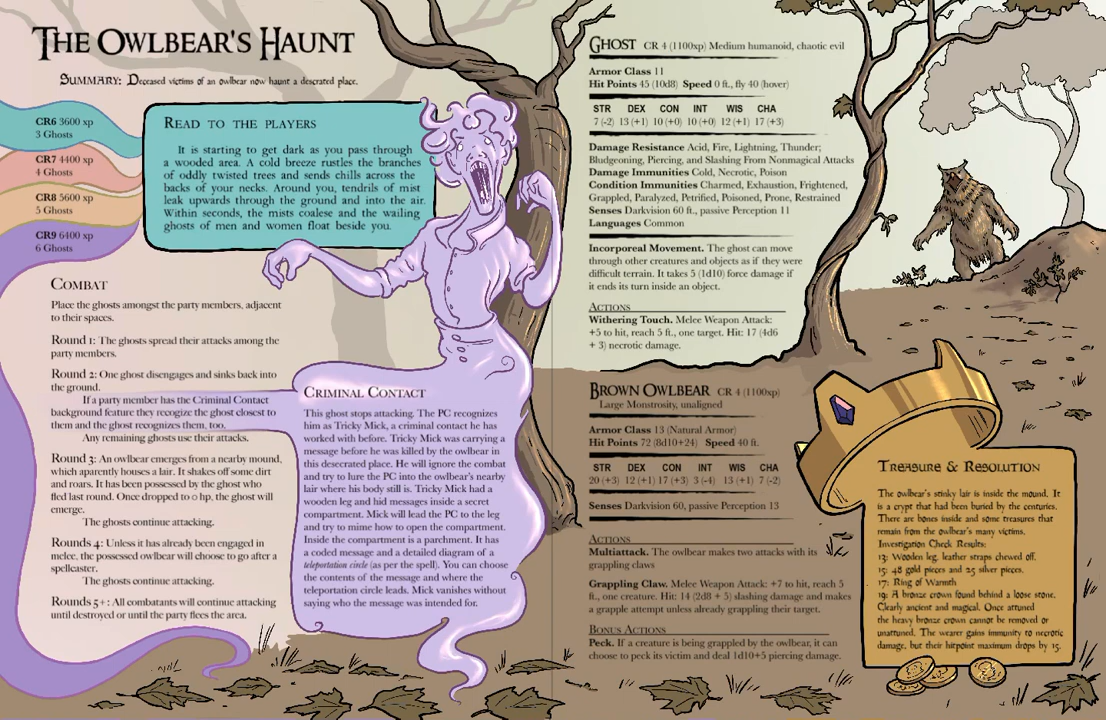 The Owlbear's Haunt
Summary: Deceased victims of an owlbear now haunt a descrated place.
CR6 3600 xp
3 Ghosts
CR7 4400 xp
4 Ghosts
CR8 5600 xp
5 Ghosts
CR9 6400 xp
6 Ghosts
Read to the players
It is starting to get dark as you pass through
a wooded area. A cold breeze rustles the branches
of oddly twisted trees and sends chills across the
backs of your necks. Around you, tendrils of mist
leak upwards through the ground and into the air.
Within seconds, the mists coalese and the wailing
ghosts of men and women float beside you.
Combat
Place the ghosts amongst the party members, adjacent
to their spaces.
Round 1: The ghosts spread their attacks among the
party members.
Round 2: One ghost disengages and sinks back into
the ground.
If a party member has the Criminal Contact
background feature they recogize the ghost closest to
them and the ghost recognizes them, too.
Any remaining ghosts use their attacks.
Round 3: An owlbear emerges from a nearby mound,
which aparently houses a lair. It shakes off some dirt
and roars. It has been possessed by the ghost who
fled last round. Once dropped to 0 hp, the ghost will
emerge.
The ghosts continue attacking.
Rounds 4: Unless it has already been engaged in
melee, the possessed owlbear will choose to go after a
spellcaster.
The ghosts continue attacking.
Rounds 5+: All combatants will continue attacking
until destroyed or until the party flees the area.
Criminal Contact
This ghost stops attacking. The PC recognizes
him as Tricky Mick, a criminal contact he has
worked with before. Tricky Mick was carrying a
message before he was killed by the owlbear in
this desecrated place. He will ignore the combat
and try to lure the PC into the owlbear's nearby
lair where his body still is. Tricky Mick had a
wooden leg and hid messages inside a secret
compartment. Mick will lead the PC to the leg
and try to mime how to open the compartment.
Inside the compartment is a parchment. It has
a coded message and a detailed diagram of a
teleportation circle (as per the spell). You can choose
the contents of the message and where the
teleportation circle leads. Mick vanishes without
saying who the message was intended for.
Ghost CR 4 (1100xp) Medium humanoid, chaotic evil
Armor Class 11
Hit Points 45 (10d8) Speed 0 ft., fly 40 (hover)
STR DEX CON INT WIS CHA
7 (-2) 13 (+1) 10 (+0) 10 (+0) 12 (+1) 17 (+3)
Damage Resistance Acid, Fire, Lightning, Thunder;
Bludgeoning, Piercing, and Slashing From Nonmagical Attacks
Damage Immunities Cold, Necrotic, Poison
Condition Immunities Charmed, Exhaustion, Frightened,
Grappled, Paralyzed, Petrified, Poisoned, Prone, Restrained
Senses Darkvision 60 ft., passive Perception 11
Languages Common
Incorporeal Movement. The ghost can move
through other creatures and objects as if they were
difficult terrain. It takes 5 (1d10) force damage if
it ends its turn inside an object.
Actions
Withering Touch. Melee Weapon Attack:
+5 to hit, reach 5 ft., one target. Hit: 17 (4d6
+ 3) necrotic damage.
Brown Owlbear CR 4 (1100xp)
Large Monstrosity, unaligned
Armor Class 13 (Natural Armor)
Hit Points 72 (8d10+24) Speed 40 ft.
STR DEX CON INT WIS CHA
20 (+3) 12 (+1) 17 (+3) 3 (-4) 13 (+1) 7 (-2)
Senses Darkvision 60, passive Perception 13
Actions
Multiattack. The owlbear makes two attacks with its
grappling claws
Grappling Claw. Melee Weapon Attack: +7 to hit, reach 5
ft., one creature. Hit: 14 (2d8 + 5) slashing damage and makes
a grapple attempt unless already grappling their target.
Bonus Actions
Peck. If a creature is being grappled by the owlbear, it can
choose to peck its victim and deal 1d10+5 piercing damage.
Treasure & Resolution
The owlbear's stinky lair is inside the mound. It
is a crypt that had been buried by the centuries.
There are bones inside and some treasures that
remain from the owlbear's many victims.
Investigation Check Results:
13: Wooden leg, leather straps chewed off.
15: 48 gold pieces and 25 silver pieces.
17: Ring of Warmth
19: A bronze crown found behind a loose stone.
Clearly ancient and magical. Once attuned
the heavy bronze crown cannot be removed or
unattuned. The wearer gains immunity to necrotic
damage, but their hitpoint maximum drops by 15.